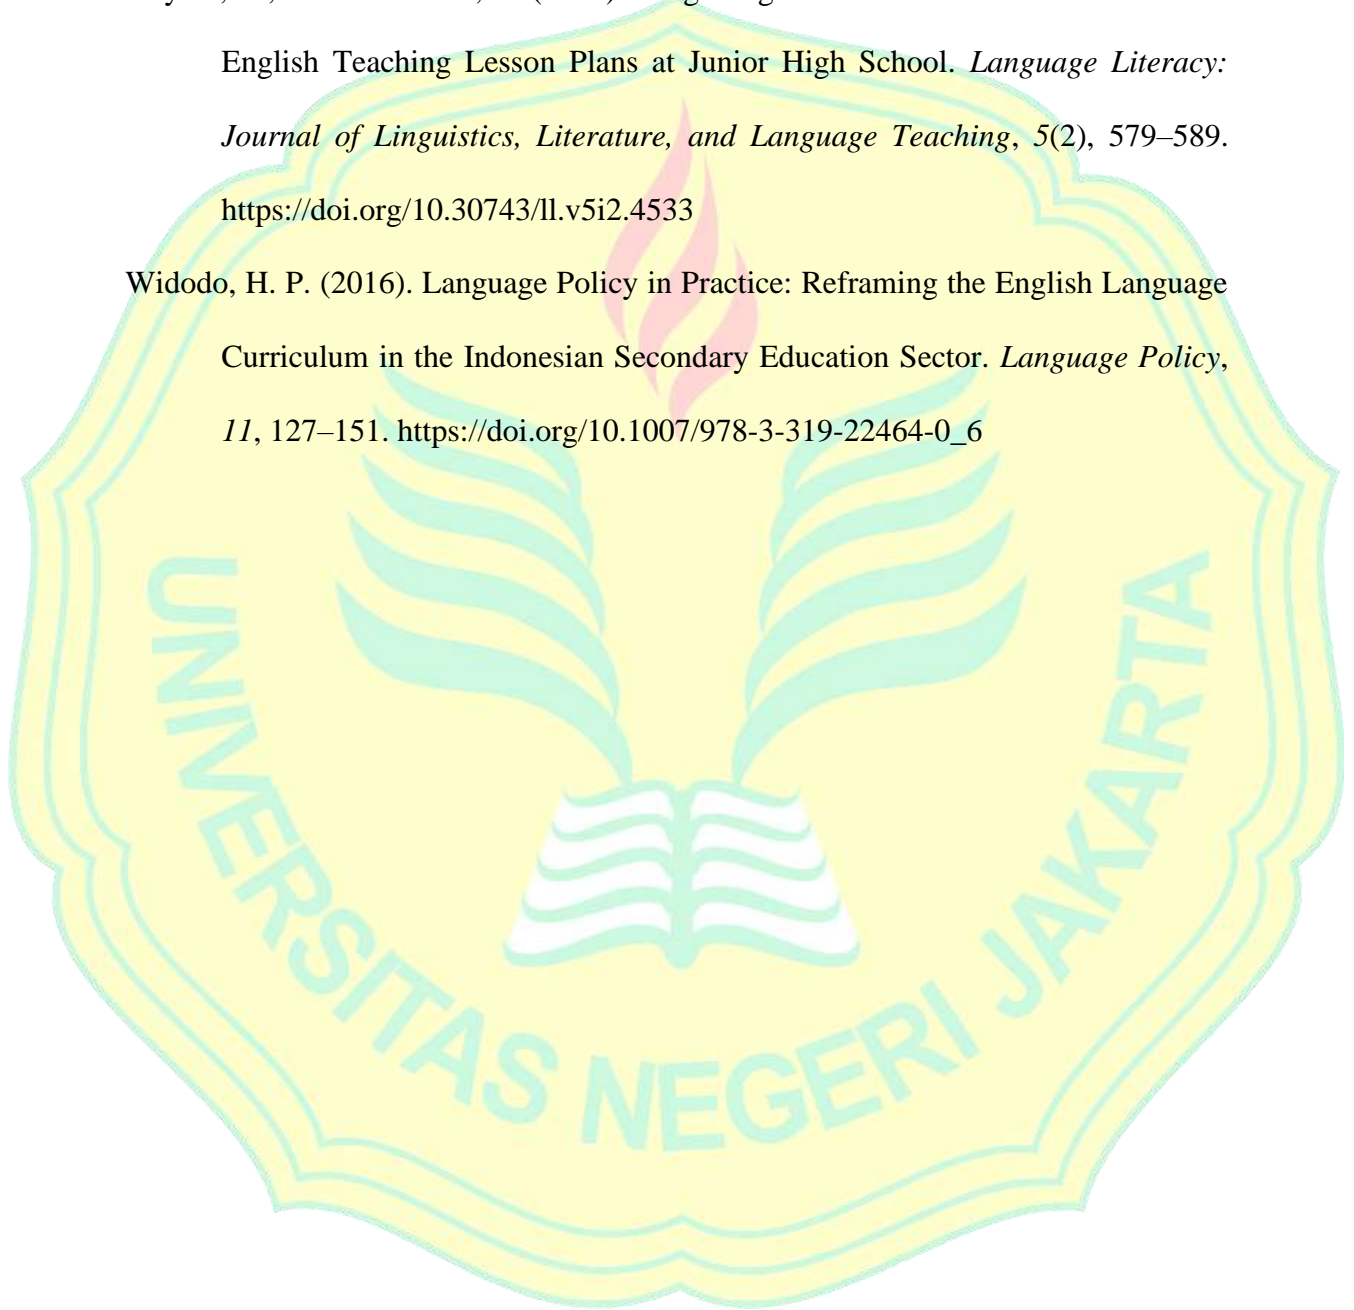 English Teaching Lesson Plans at Junior High School. Language Literacy:
Journal of Linguistics, Literature, and Language Teaching, 5(2), 579–589.
https://doi.org/10.30743/ll.v5i2.4533
Widodo, H. P. (2016). Language Policy in Practice: Reframing the English Language
Curriculum in the Indonesian Secondary Education Sector. Language Policy,
11, 127–151. https://doi.org/10.1007/978-3-319-22464-0_6
UNIVERSITAS NEGERI JAKARTA